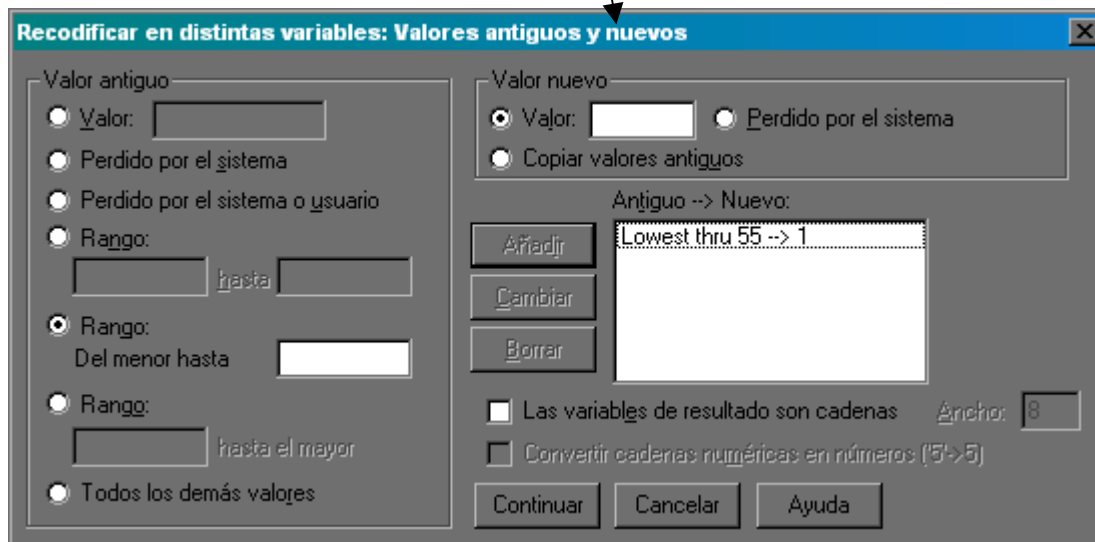 Recodificar en distintas variables: Valores antiguos y nuevos
Valor antiguo
Valor:
Perdido por el sistema
Perdido por el sistema o usuario
Rango:
hasta
Rango:
Del menor hasta
Rango:
hasta el mayor
Todos los demás valores
Valor nuevo
Valor: Perdido por el sistema
Copiar valores antiguos
Antiguo --> Nuevo:
Añadir
Cambiar
Borrar
Lowest thru 55 --> 1
Las variables de resultado son cadenas Ancho: 8
Convertir cadenas numéricas en números ('5'->5)
Continuar Cancelar Ayuda